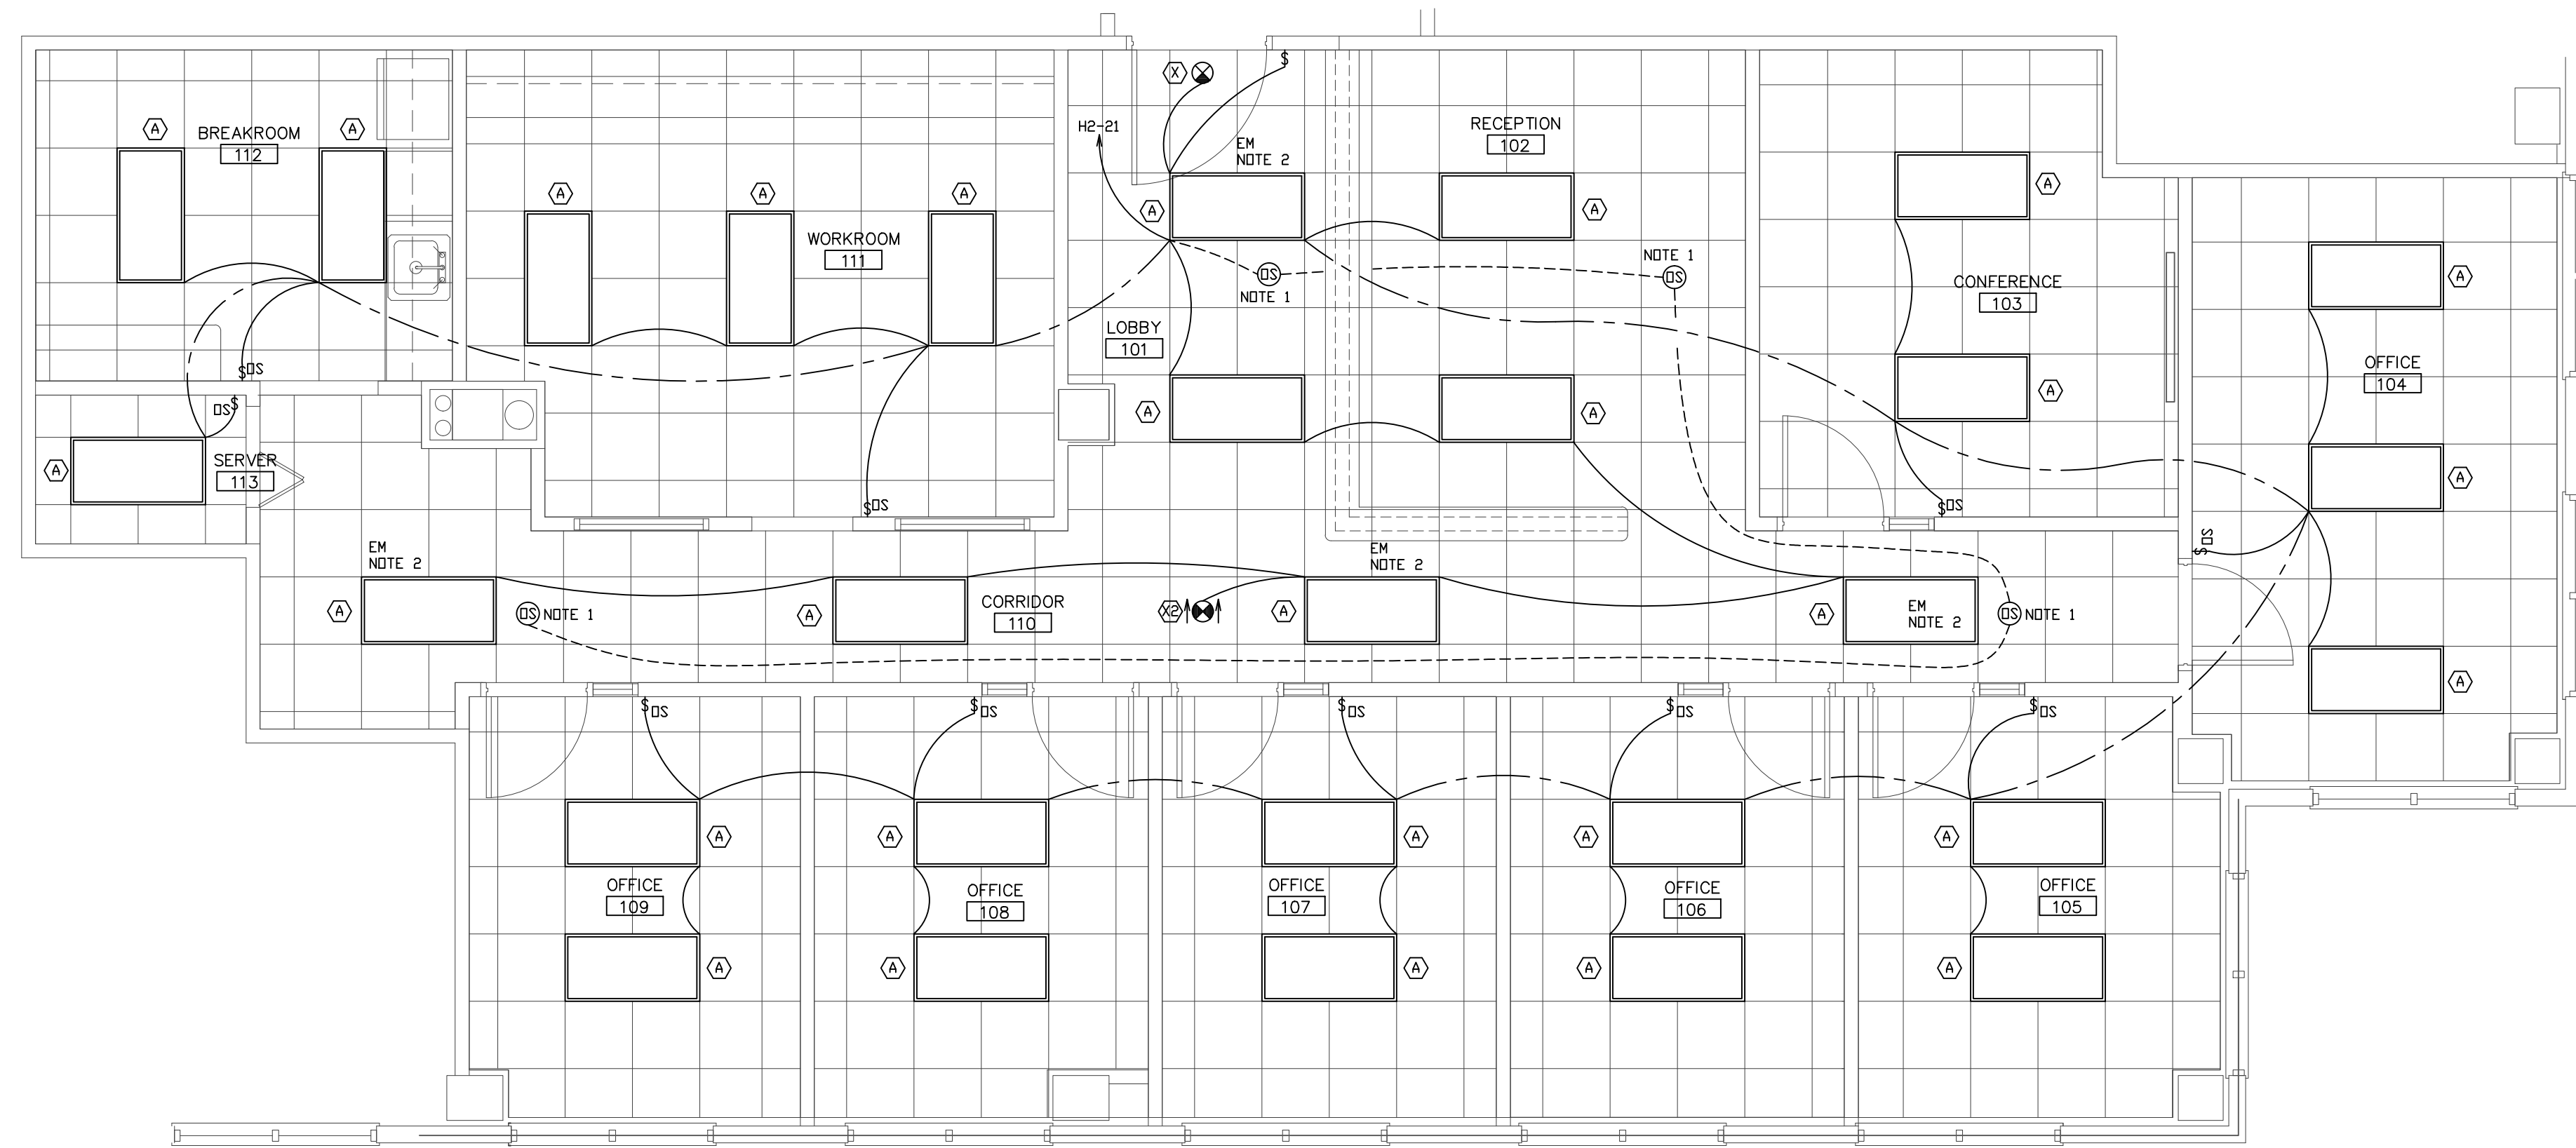 X
$
H2-21
RECEPTION
102
EM
NOTE 2
A
BREAKROOM
112
A
A
A
A
A
A
A
A
WORKROOM
111
NOTE 1
OS
OS
NOTE 1
CONFERENCE
103
A
LOBBY
101
OFFICE
104
$OS
OS$
A
A
A
A
SERVER
113
A
$OS
$OS
$OS
EM
NOTE 2
EM
NOTE 2
A
OS NOTE 1
A
CORRIDOR
110
X2
A
A
EM
NOTE 2
OS NOTE 1
A
$OS
$OS
$OS
$OS
$OS
A
A
A
A
A
OFFICE
109
OFFICE
108
OFFICE
107
OFFICE
106
OFFICE
105
A
A
A
A
A